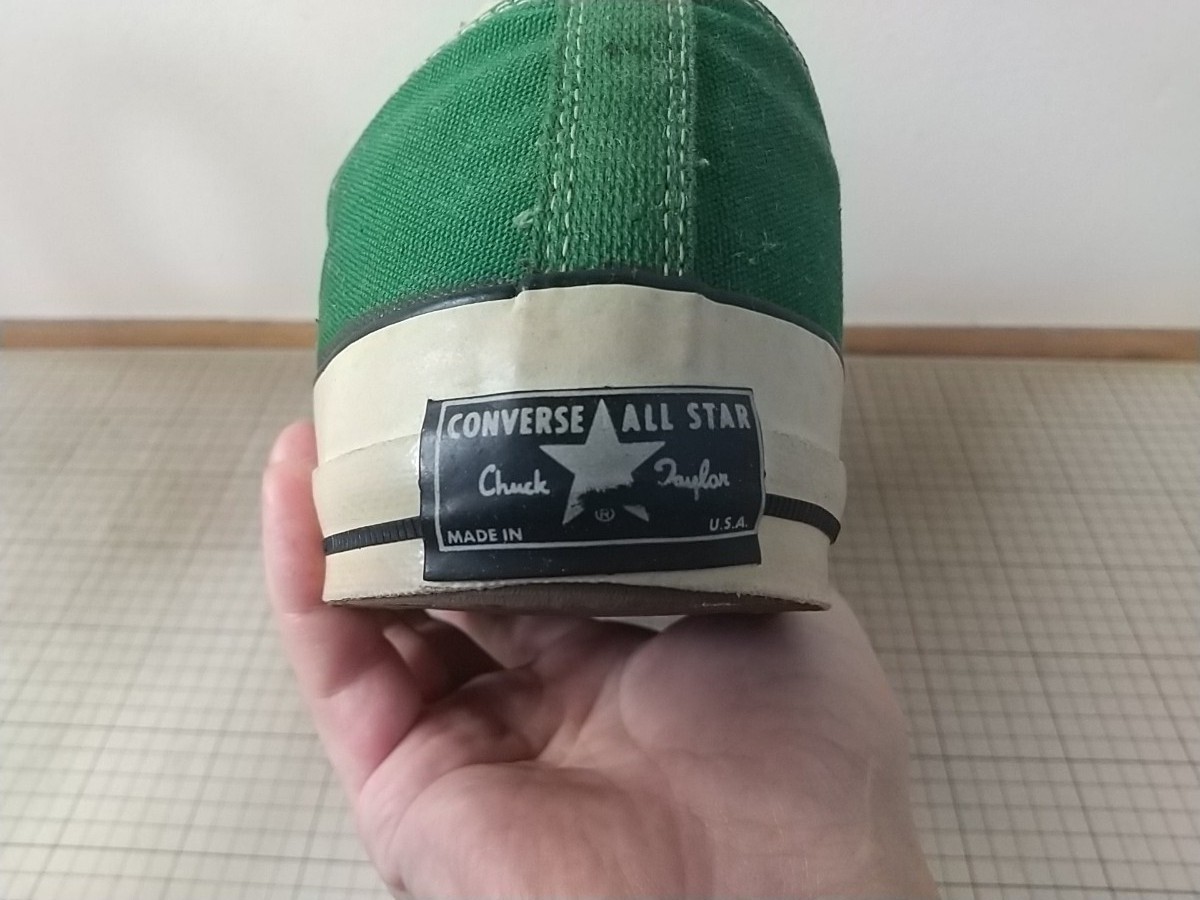 CONVERSE ALL STAR
Chuck Taylor
®
MADE IN U.S.A.